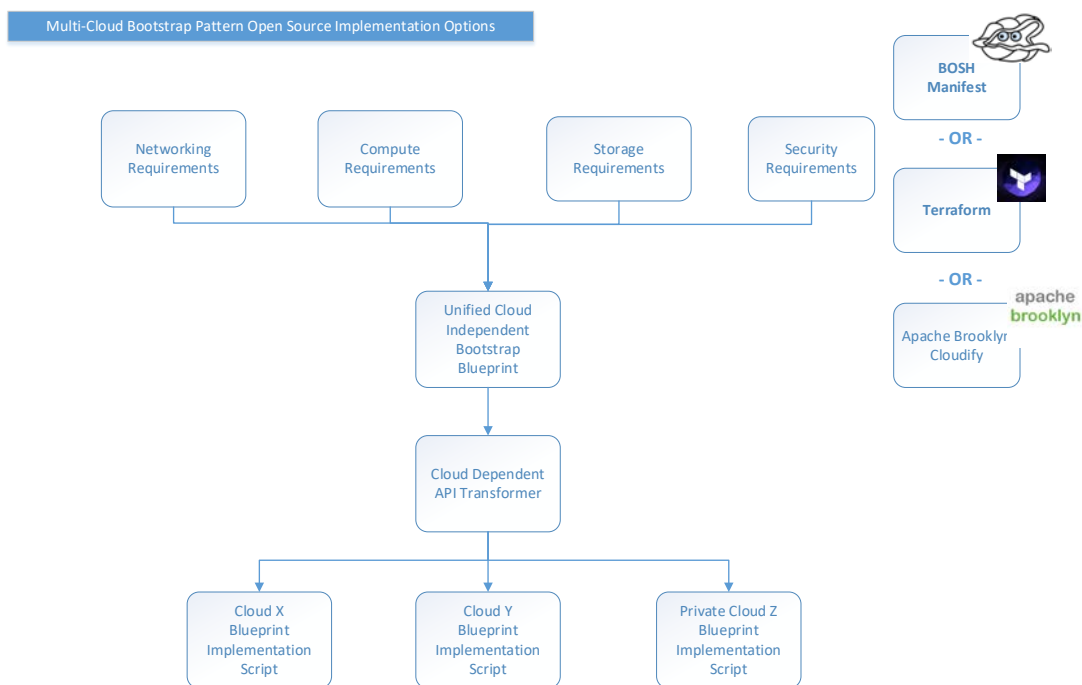 Multi-Cloud Bootstrap Pattern Open Source Implementation Options
BOSH
Manifest
- OR -
Networking
Requirements
Compute
Requirements
Storage
Requirements
Security
Requirements
Terraform
- OR -
apache
brooklyn
Unified Cloud
Independent
Bootstrap
Blueprint
Apache Brooklyn
Cloudify
Cloud Dependent
API Transformer
Cloud X
Blueprint
Implementation
Script
Cloud Y
Blueprint
Implementation
Script
Private Cloud Z
Blueprint
Implementation
Script